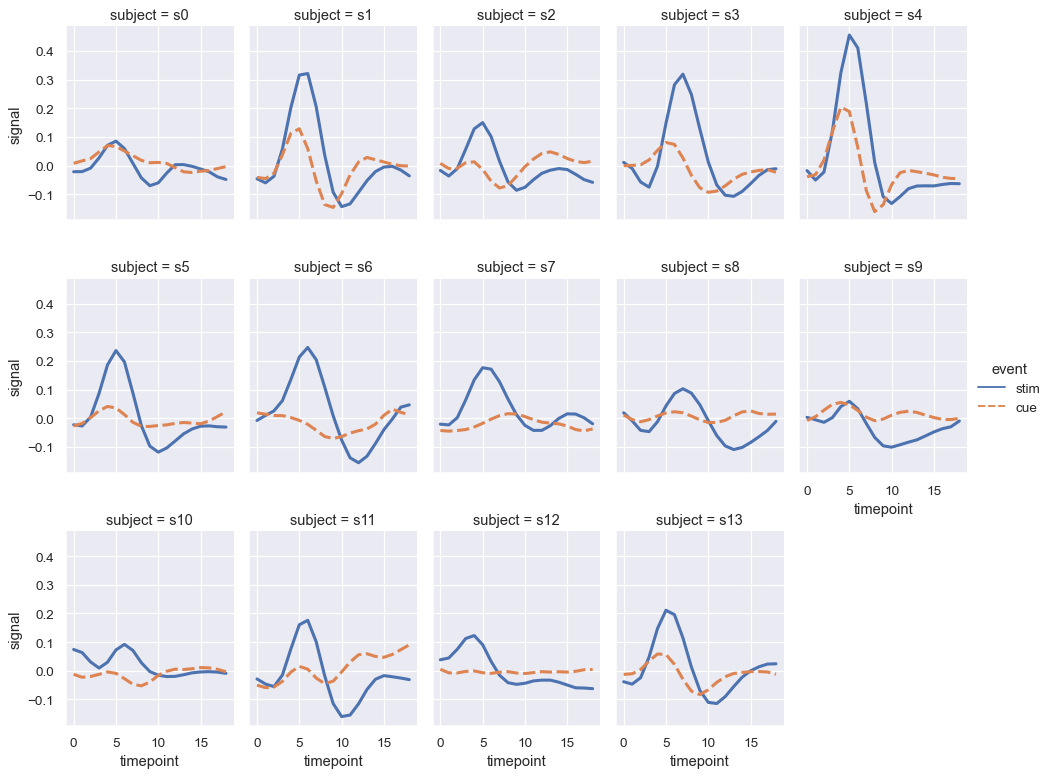 subject = s0
subject = s1
subject = s2
subject = s3
subject = s4
0.4
0.3
0.2
0.1
0.0
−0.1
signal
subject = s5
subject = s6
subject = s7
subject = s8
subject = s9
0.4
0.3
0.2
0.1
0.0
−0.1
signal
0 5 10 15
timepoint
event
stim
cue
subject = s10
subject = s11
subject = s12
subject = s13
0.4
0.3
0.2
0.1
0.0
−0.1
signal
0 5 10 15
0 5 10 15
0 5 10 15
0 5 10 15
timepoint
timepoint
timepoint
timepoint